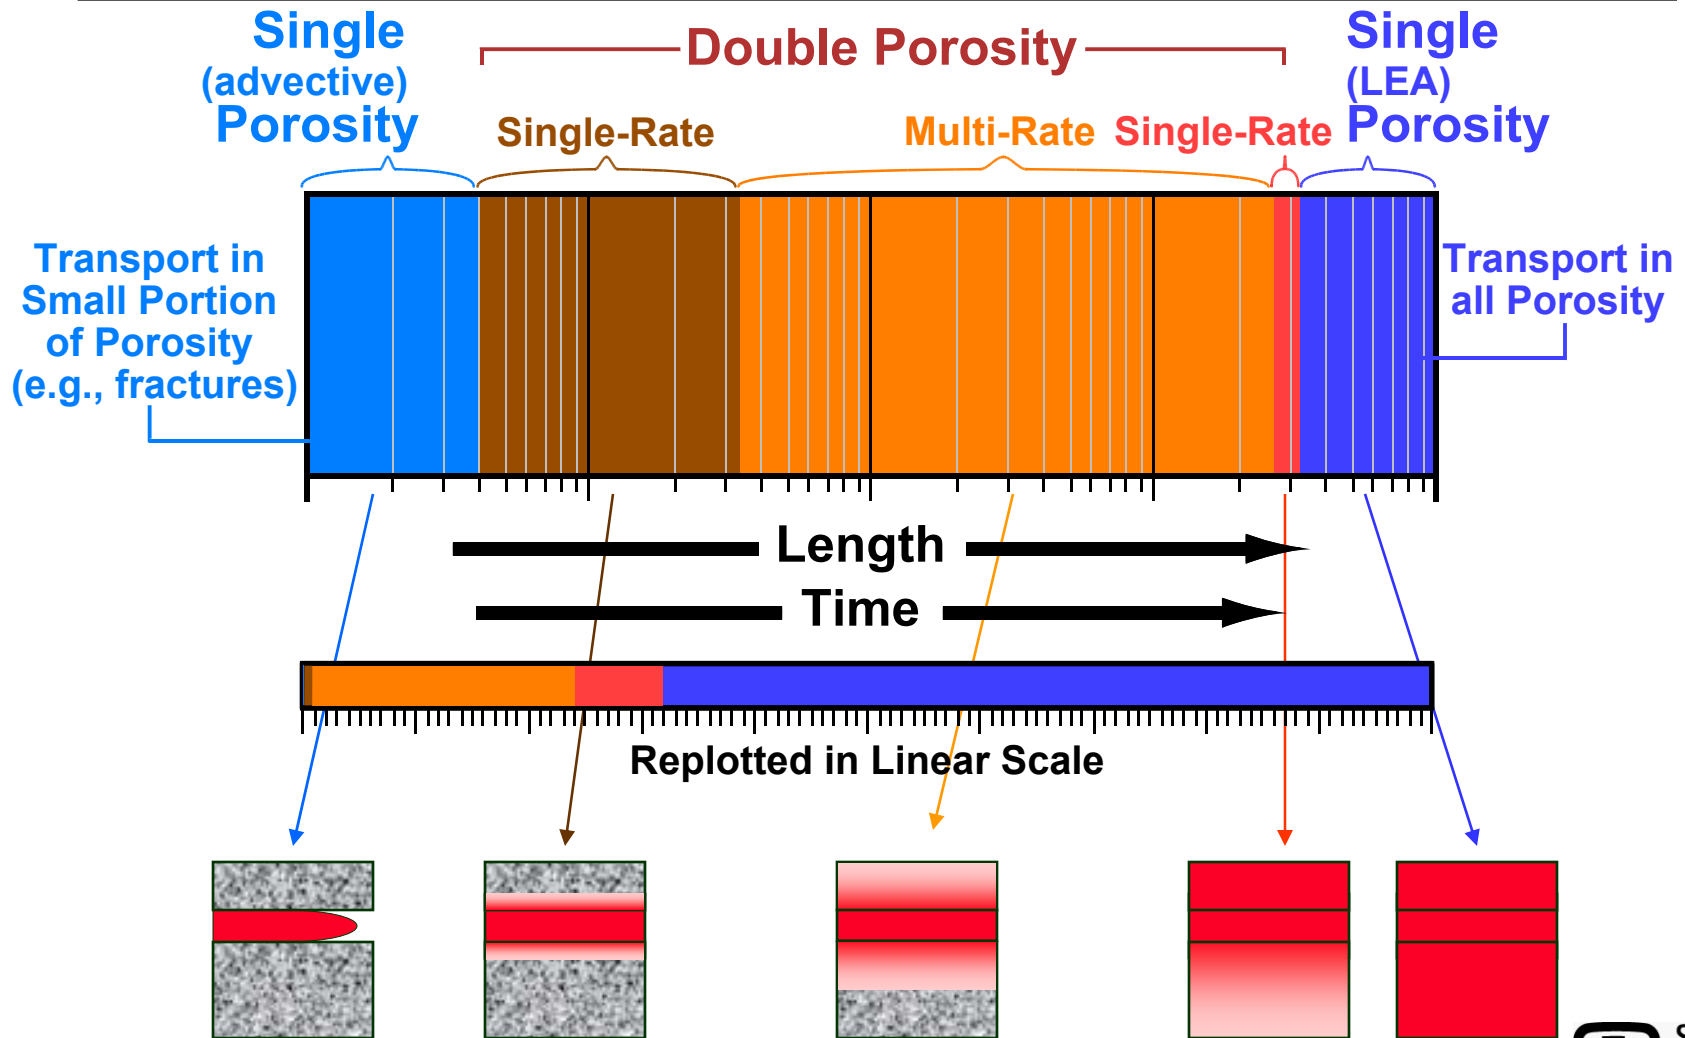 Single
(advective)
Porosity
Double Porosity
Single
(LEA)
Porosity
Single-Rate
Multi-Rate
Single-Rate
Transport in
Small Portion
of Porosity
(e.g., fractures)
Transport in
all Porosity
Length
Time
Replotted in Linear Scale